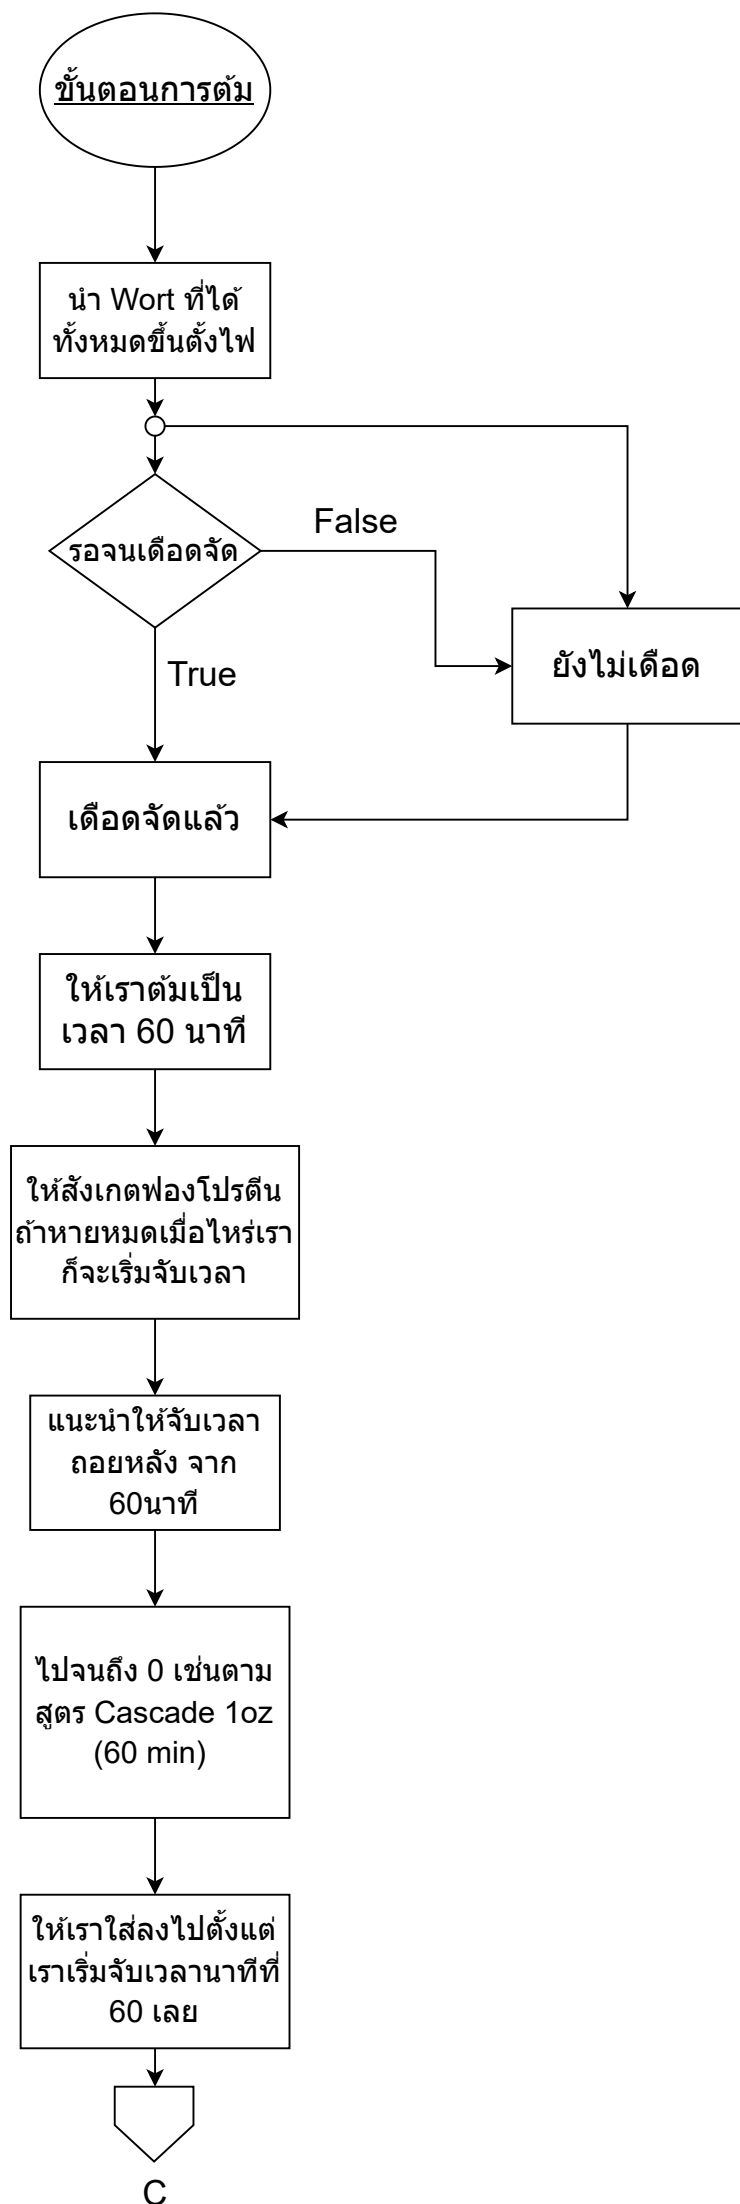 ขั้นตอนการต้ม
นำ Wort ที่ได้
ทั้งหมดขึ้นตั้งไฟ
รอจนเดือดจัด
False
ยังไม่เดือด
True
เดือดจัดแล้ว
ให้เราต้มเป็น
เวลา 60 นาที
ให้สังเกตฟองโปรตีน
ถ้าหายหมดเมื่อไหร่เรา
ก็จะเริ่มจับเวลา
แนะนำให้จับเวลา
ถอยหลัง จาก
60นาที
ไปจนถึง 0 เช่นตาม
สูตร Cascade 1oz
(60 min)
ให้เราใส่ลงไปตั้งแต่
เราเริ่มจับเวลานาทีที่
60 เลย
C